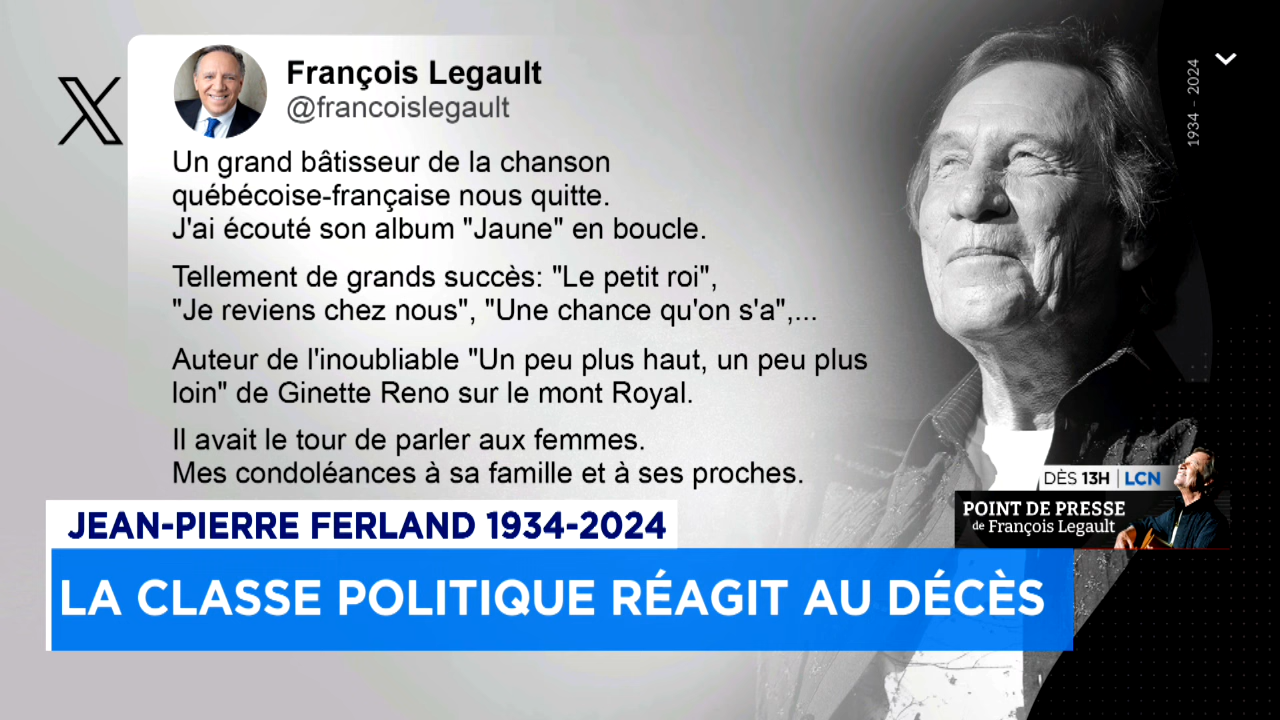 François Legault
@francoislegault
Un grand bâtisseur de la chanson
québécoise-française nous quitte.
J'ai écouté son album "Jaune" en boucle.
Tellement de grands succès: "Le petit roi",
"Je reviens chez nous", "Une chance qu'on s'a",...
Auteur de l'inoubliable "Un peu plus haut, un peu plus
loin" de Ginette Reno sur le mont Royal.
Il avait le tour de parler aux femmes.
Mes condoléances à sa famille et à ses proches.
1934 - 2024
DÈS 13H | LCN
POINT DE PRESSE
de François Legault
JEAN-PIERRE FERLAND 1934-2024
LA CLASSE POLITIQUE RÉAGIT AU DÉCÈS